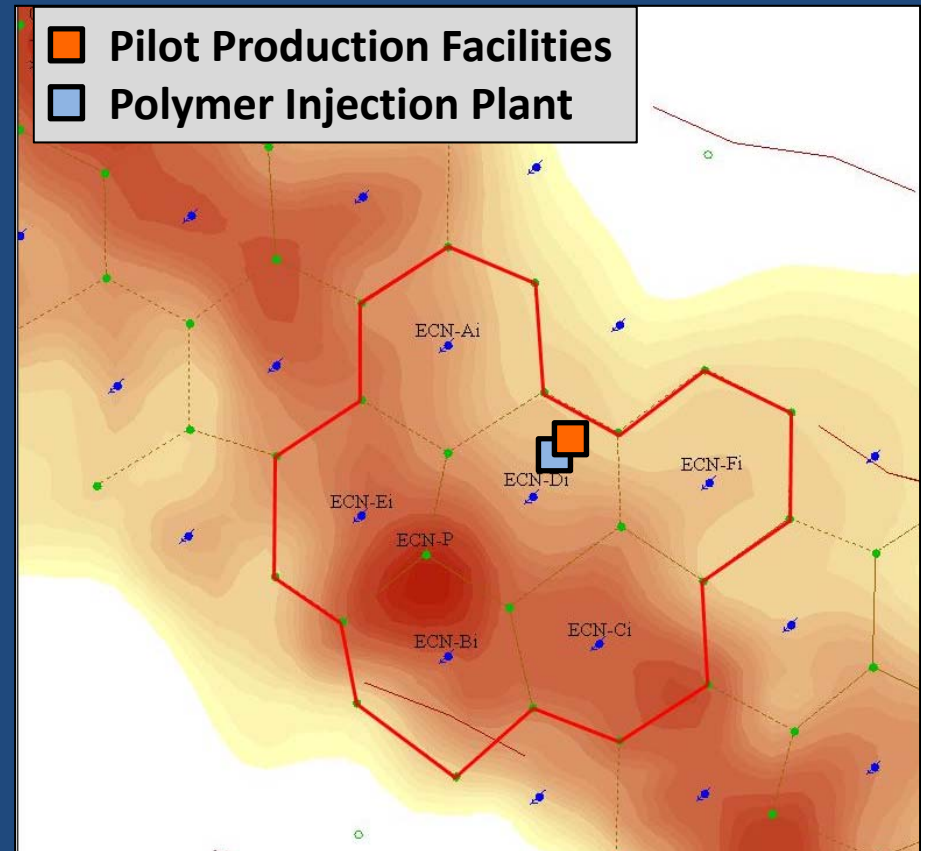 Pilot Production Facilities
Polymer Injection Plant
ECN-Ai
ECN-Fi
ECN-Di
ECN-Ei
ECN-P
ECN-Ci
ECN-Bi